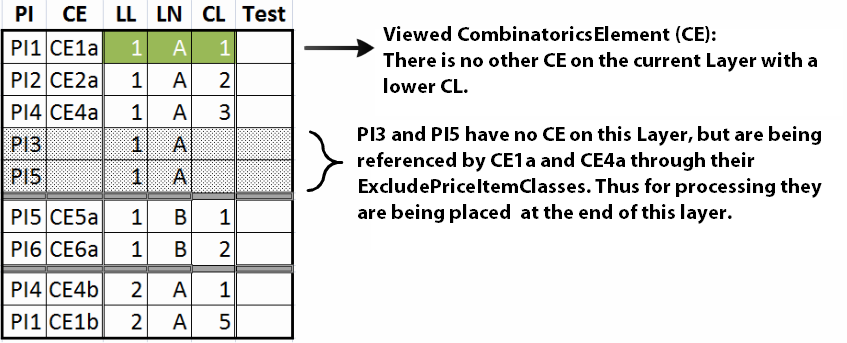 PI CE LL LN CL Test
PI1 CE1a 1 A 1
PI2 CE2a 1 A 2
PI4 CE4a 1 A 3
PI3 1 A
PI5 1 A
PI5 CE5a 1 B 1
PI6 CE6a 1 B 2
PI4 CE4b 2 A 1
PI1 CE1b 2 A 5
Viewed CombinatoricsElement (CE):
There is no other CE on the current Layer with a
lower CL.
PI3 and PI5 have no CE on this Layer, but are being
referenced by CE1a and CE4a through their
ExcludePriceItemClasses. Thus for processing they
are being placed at the end of this layer.